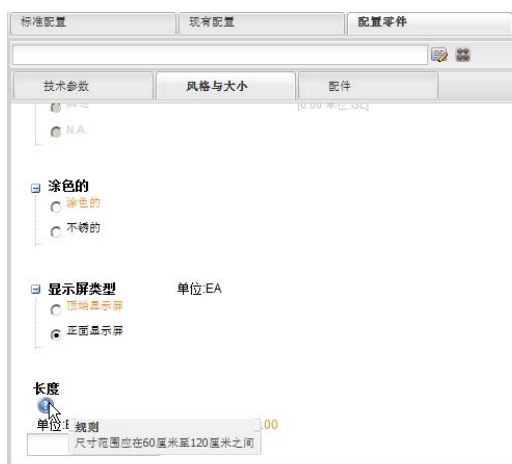 标准配置 现有配置 配置零件
技术参数 风格与大小 配件
N.A.
涂色的
涂色的
不锈的
显示屏类型 单位:EA
顶端显示屏
正面显示屏
长度
单位:E 规则 .00
尺寸范围应在60厘米至120厘米之间